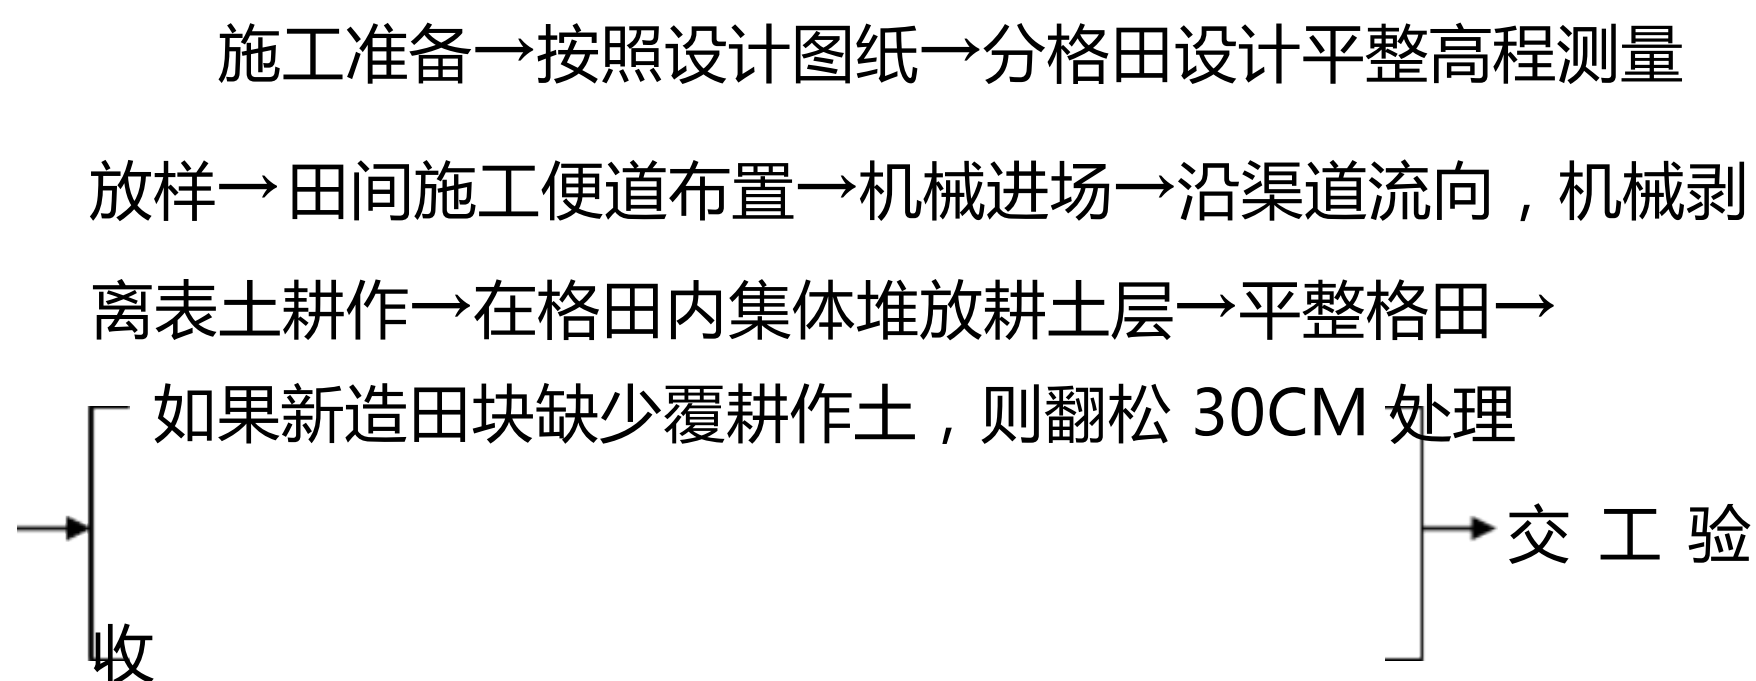 施工准备→按照设计图纸→分格田设计平整高程测量
放样→田间施工便道布置→机械进场→沿渠道流向，机械剥
离表土耕作→在格田内集体堆放耕土层→平整格田→
如果新造田块缺少覆耕作土，则翻松 30CM 处理
交 工 验
收